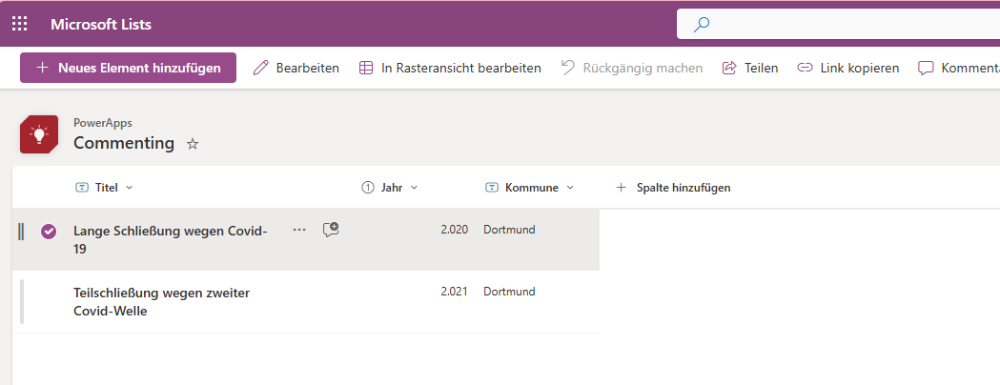 Microsoft Lists
Neues Element hinzufügen Bearbeiten In Rasteransicht bearbeiten Rückgängig machen Teilen Link kopieren Kommenta
PowerApps
Commenting
Titel Jahr Kommune Spalte hinzufügen
Lange Schließung wegen Covid- 2.020 Dortmund
19
Teilschließung wegen zweiter 2.021 Dortmund
Covid-Welle